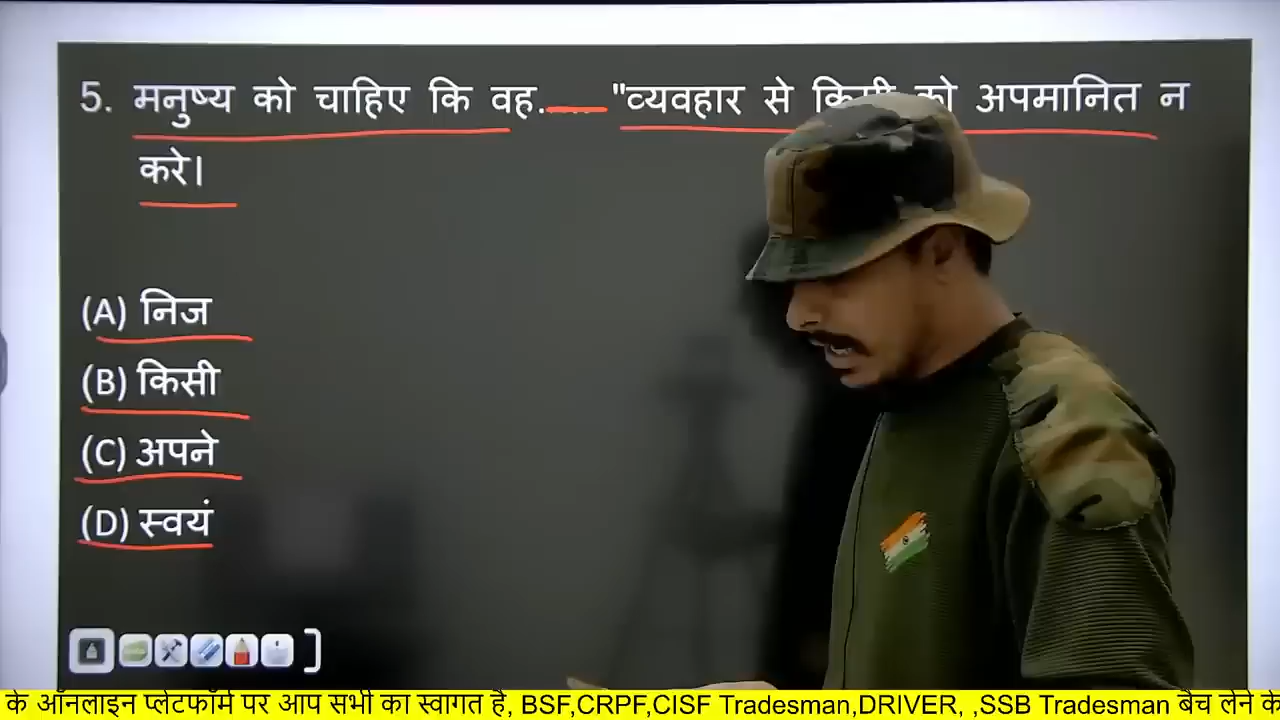 5. मनुष्य को चाहिए कि वह....... "व्यवहार से किसी को अपमानित न
करे।
(A) निज
(B) किसी
(C) अपने
(D) स्वयं
के ऑनलाइन प्लेटफॉर्म पर आप सभी का स्वागत है, BSF,CRPF,CISF Tradesman,DRIVER, ,SSB Tradesman बैच लेने के